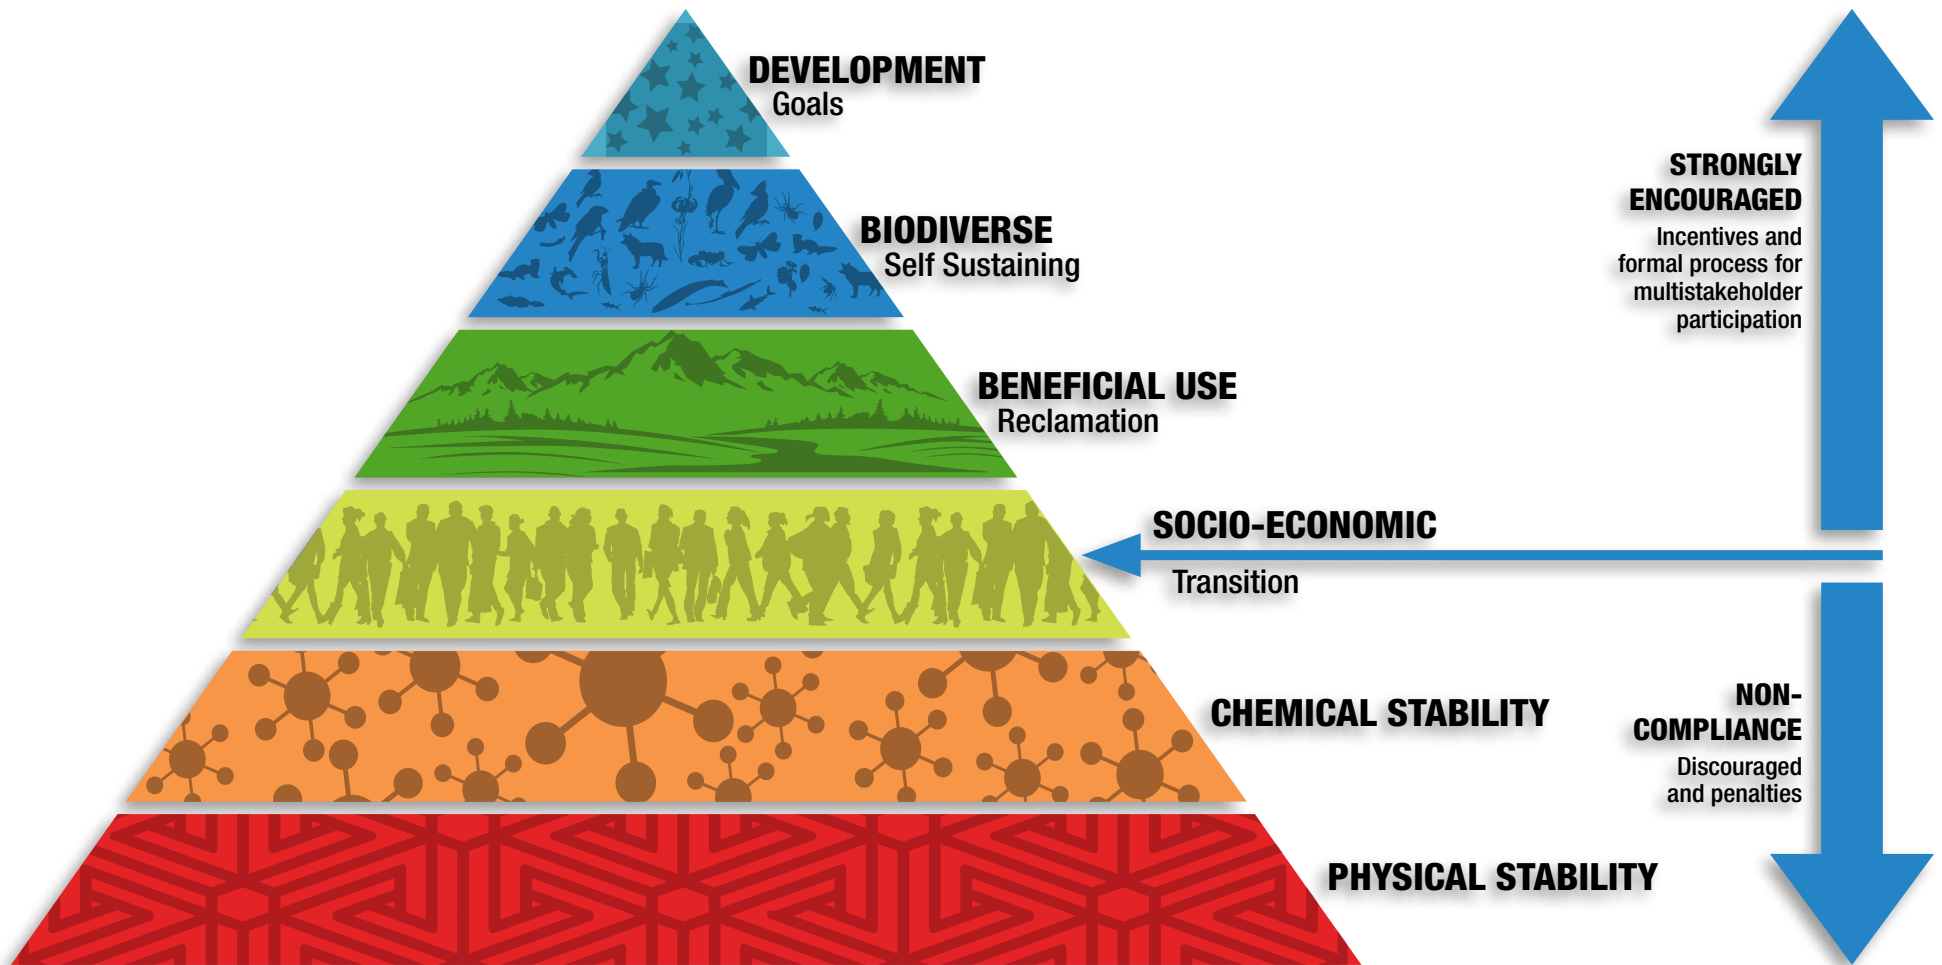 DEVELOPMENT
Goals
BIODIVERSE
Self Sustaining
BENEFICIAL USE
Reclamation
SOCIO-ECONOMIC
Transition
CHEMICAL STABILITY
PHYSICAL STABILITY
STRONGLY
ENCOURAGED
Incentives and
formal process for
multistakeholder
participation
NON-
COMPLIANCE
Discouraged
and penalties